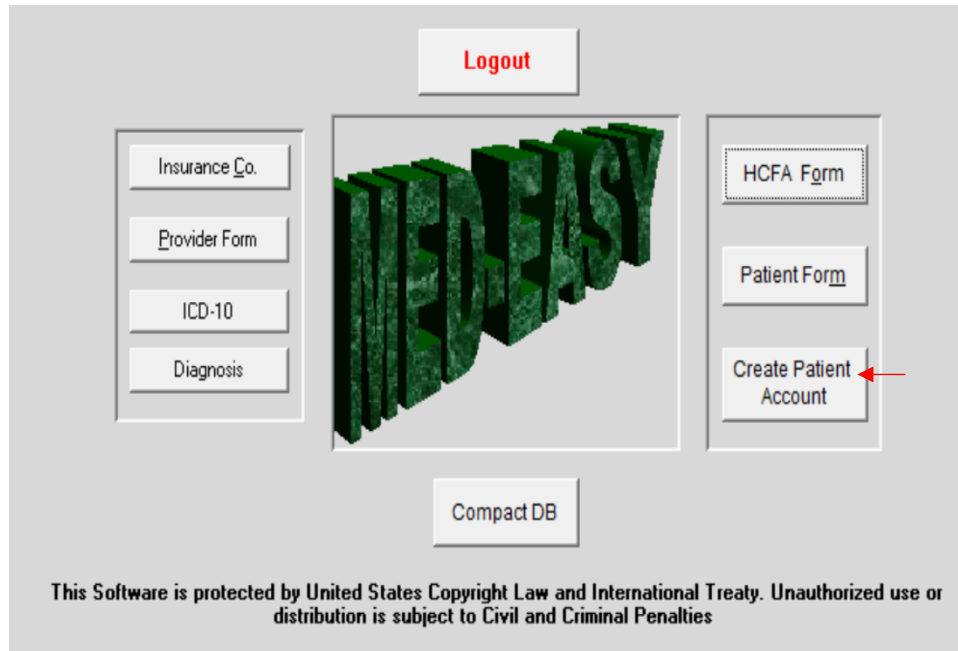 Logout
Insurance Co.
Provider Form
ICD-10
Diagnosis
MED-EASY
HCFA Form
Patient Form
Create Patient
Account
Compact DB
This Software is protected by United States Copyright Law and International Treaty. Unauthorized use or
distribution is subject to Civil and Criminal Penalties